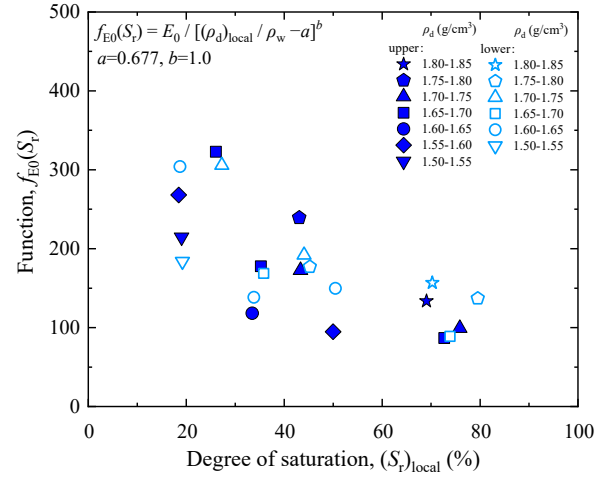 f_E0(S_r) = E_0 / [(ρ_d)_local / ρ_w −a]^b
a=0.677, b=1.0
ρ_d (g/cm³) ρ_d (g/cm³)
upper: lower:
1.80-1.85 1.80-1.85
1.75-1.80 1.75-1.80
1.70-1.75 1.70-1.75
1.65-1.70 1.65-1.70
1.60-1.65 1.60-1.65
1.55-1.60 1.50-1.55
1.50-1.55
500
400
300
200
100
0
Function, f_E0(S_r)
0 20 40 60 80 100
Degree of saturation, (S_r)_local (%)